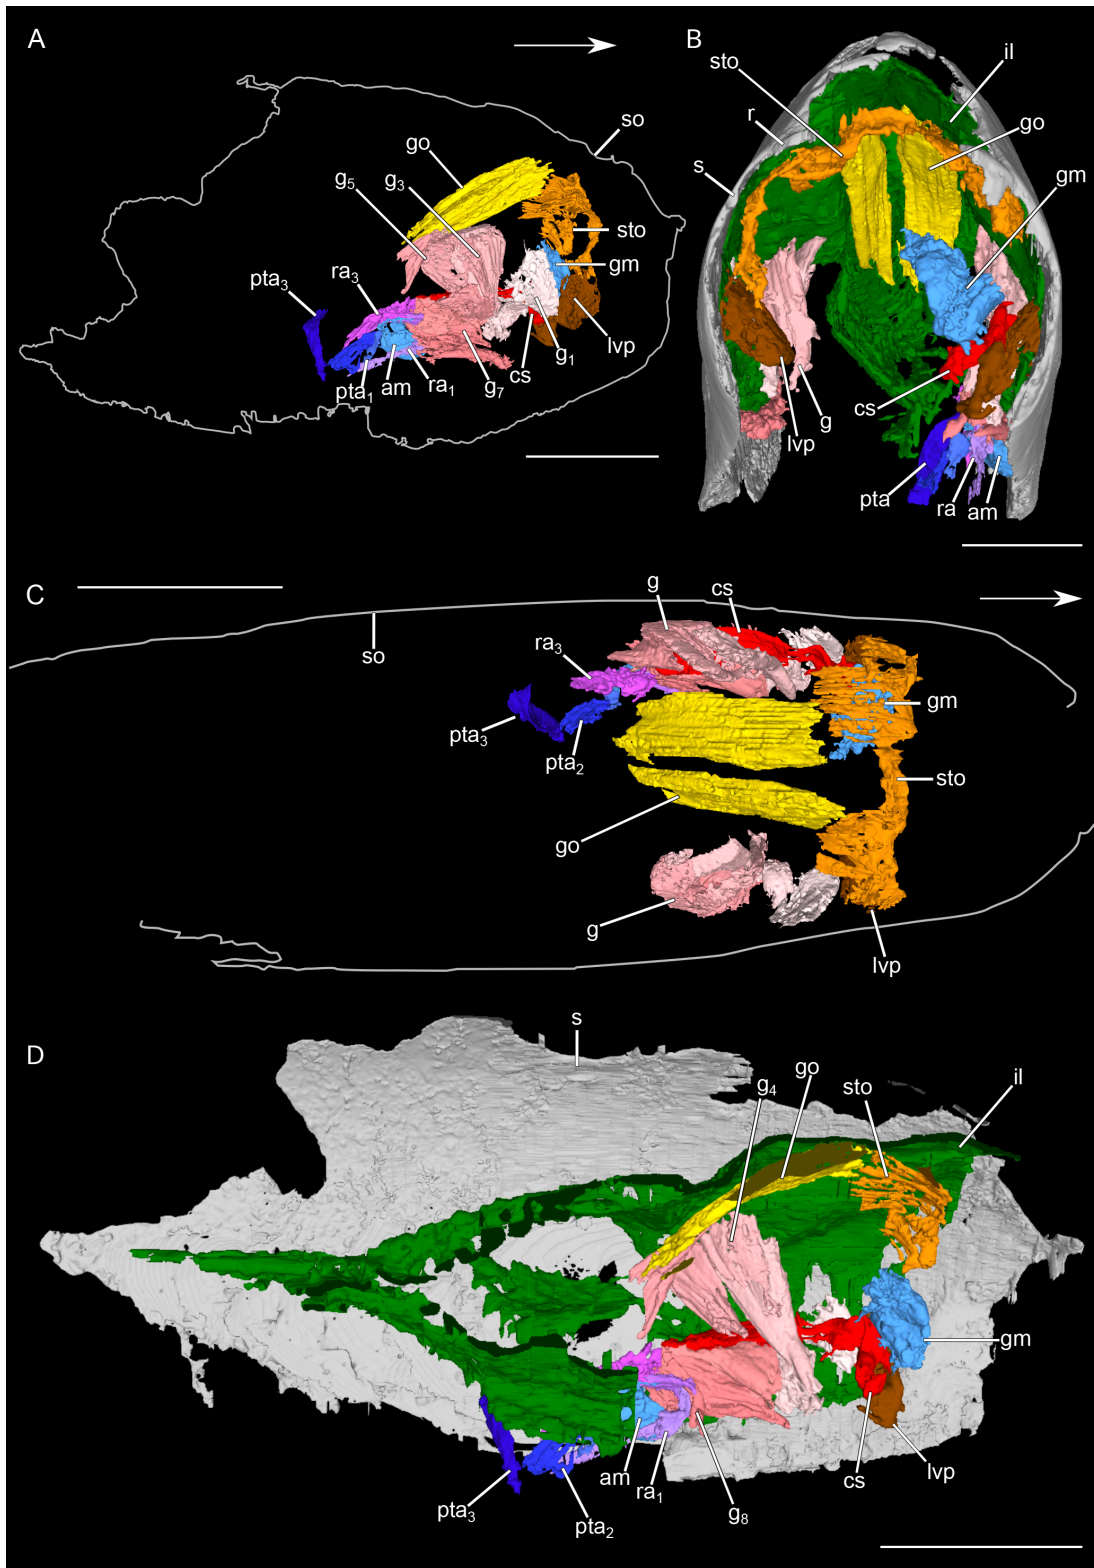 A
so
go
g5
g3
sto
gm
ra3
pta3
pta1
am
ra1
g7
cs
g1
lvp
B
sto
il
r
go
s
gm
cs
g
lvp
pta
ra
am
C
g
cs
so
ra3
gm
pta3
pta2
sto
go
g
lvp
D
s
go
g4
sto
il
gm
am
ra1
cs
lvp
pta3
pta2
g8